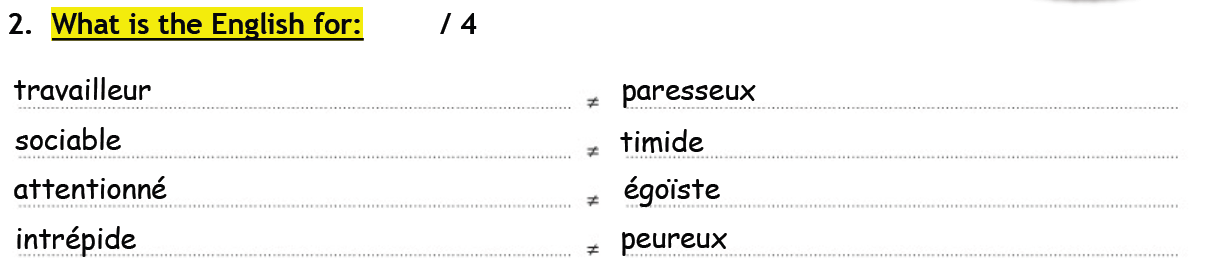 2. What is the English for: / 4
travailleur ≠ paresseux
sociable ≠ timide
attentionné ≠ égoïste
intrépide ≠ peureux